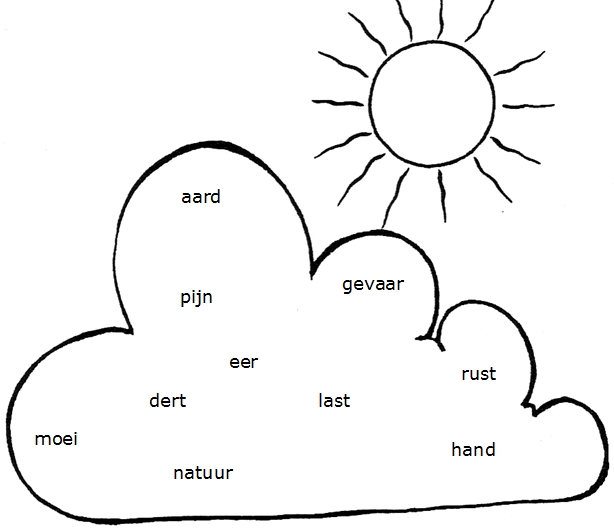 aard
gevaar
pijn
eer
rust
dert
last
moei
hand
natuur